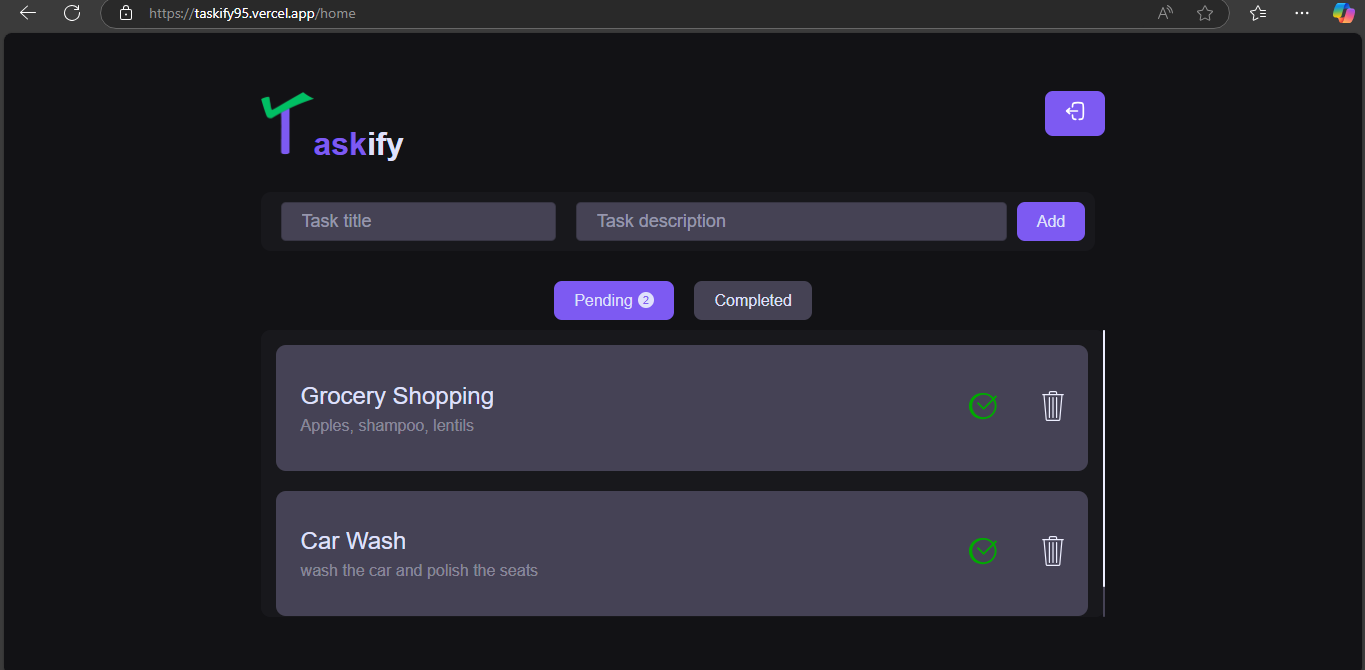 https://taskify95.vercel.app/home
Taskify
Task title
Task description
Add
Pending 2
Completed
Grocery Shopping
Apples, shampoo, lentils
Car Wash
wash the car and polish the seats